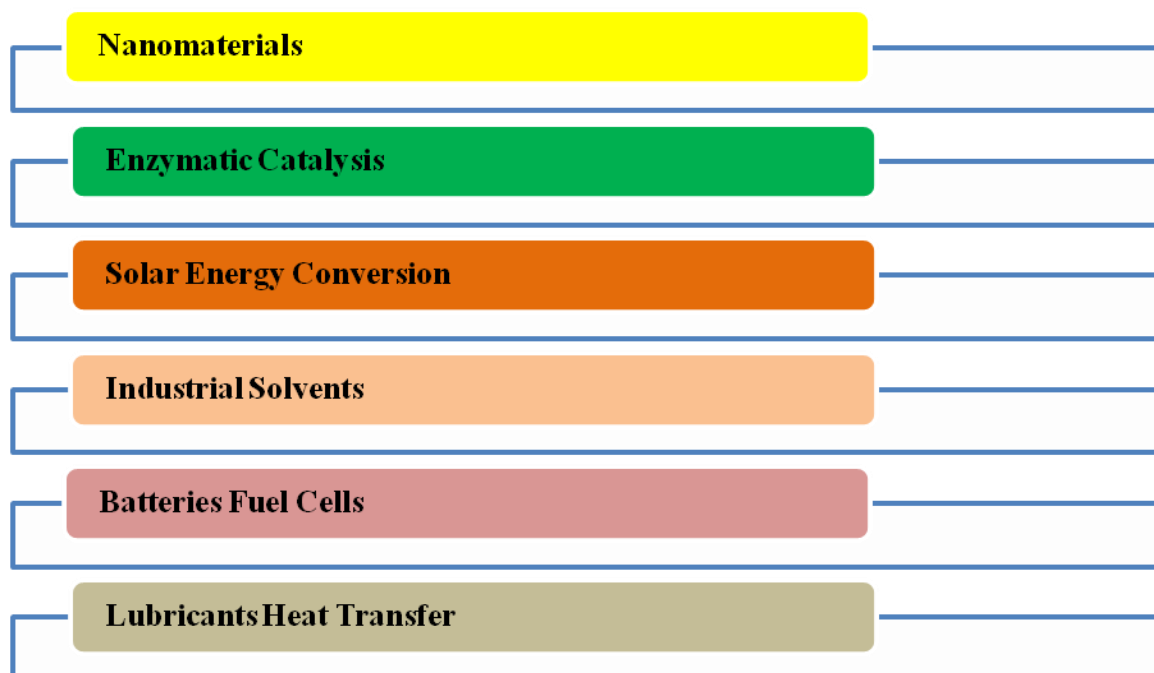 Nanomaterials
Enzymatic Catalysis
Solar Energy Conversion
Industrial Solvents
Batteries Fuel Cells
Lubricants Heat Transfer